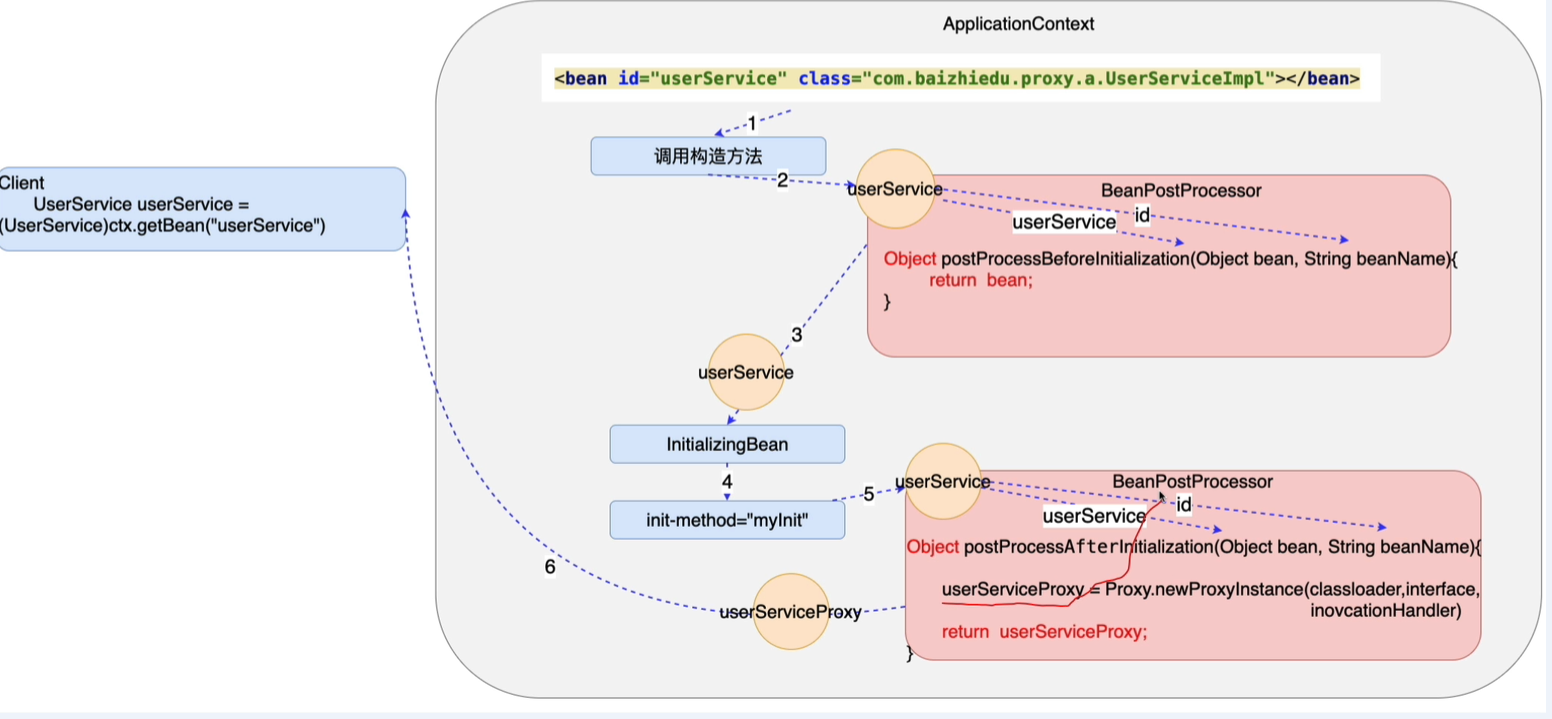 ApplicationContext
<bean id="userService" class="com.baizhiedu.proxy.a.UserServiceImpl"></bean>
1
调用构造方法
2
userService
BeanPostProcessor
id
userService
Object postProcessBeforeInitialization(Object bean, String beanName){
return bean;
}
Client
UserService userService =
(UserService)ctx.getBean("userService")
3
userService
InitializingBean
4
init-method="myInit"
5
userService
BeanPostProcessor
id
userService
Object postProcessAfterInitialization(Object bean, String beanName){
userServiceProxy = Proxy.newProxyInstance(classloader,interface,
inovcationHandler)
return userServiceProxy;
}
userServiceProxy
6